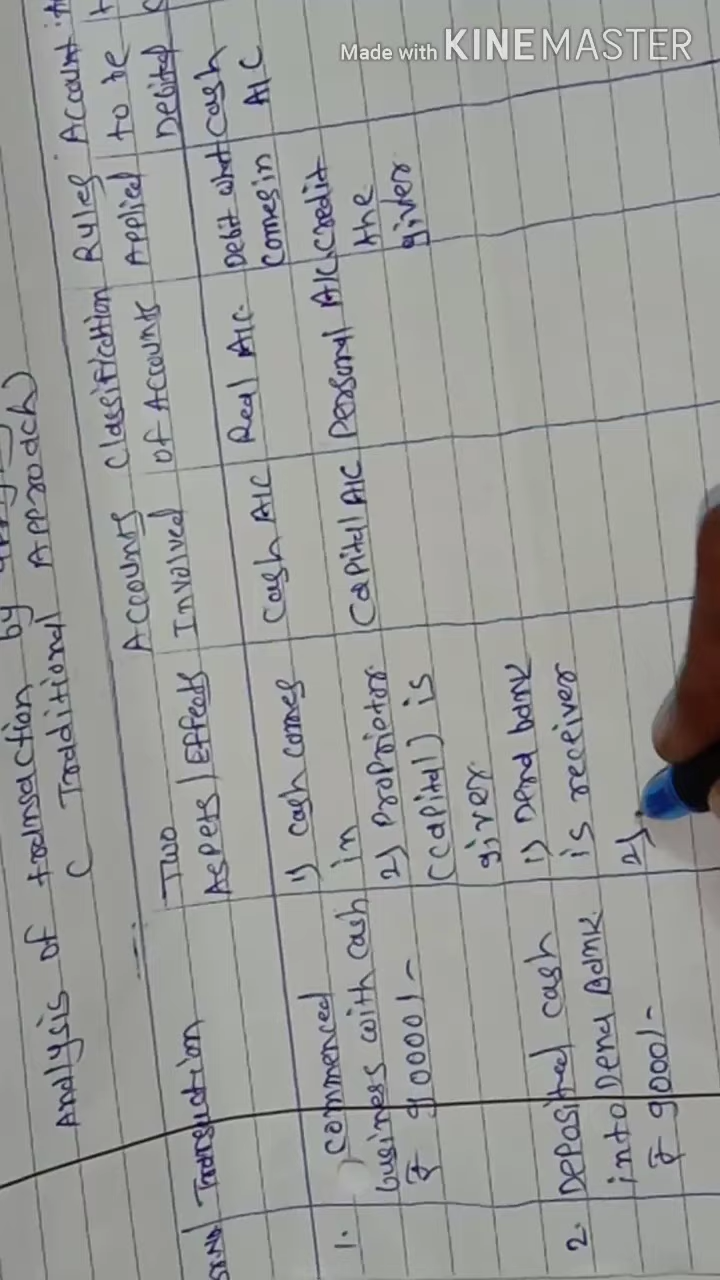 Made with KINEMASTER
Analysis of transaction by
( Traditional Approach)
Sr.No. Transaction
Two
Aspets/Effects
Accounts
Involved
Classification
of Accounts
Rules
Applied
Account
to be
Debited
1. Commenced
business with cash
₹ 90000/-
1) Cash comes
in
2) Proprietor
(capital) is
giver.
Cash A/C
Capital A/C
Real A/C.
Personal A/C
Debit what
comes in
Credit
the
giver
Cash
A/C
2. Deposited cash
into Dena Bank.
₹ 9000/-
1) Dena bank
is receiver
2)